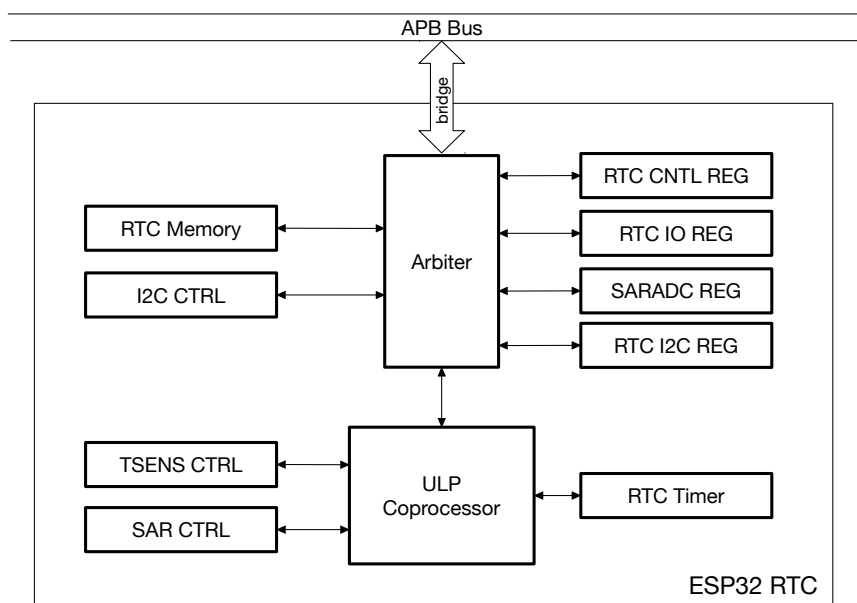 APB Bus
bridge
RTC CNTL REG
RTC Memory
RTC IO REG
Arbiter
I2C CTRL
SARADC REG
RTC I2C REG
TSENS CTRL
ULP
Coprocessor
RTC Timer
SAR CTRL
ESP32 RTC